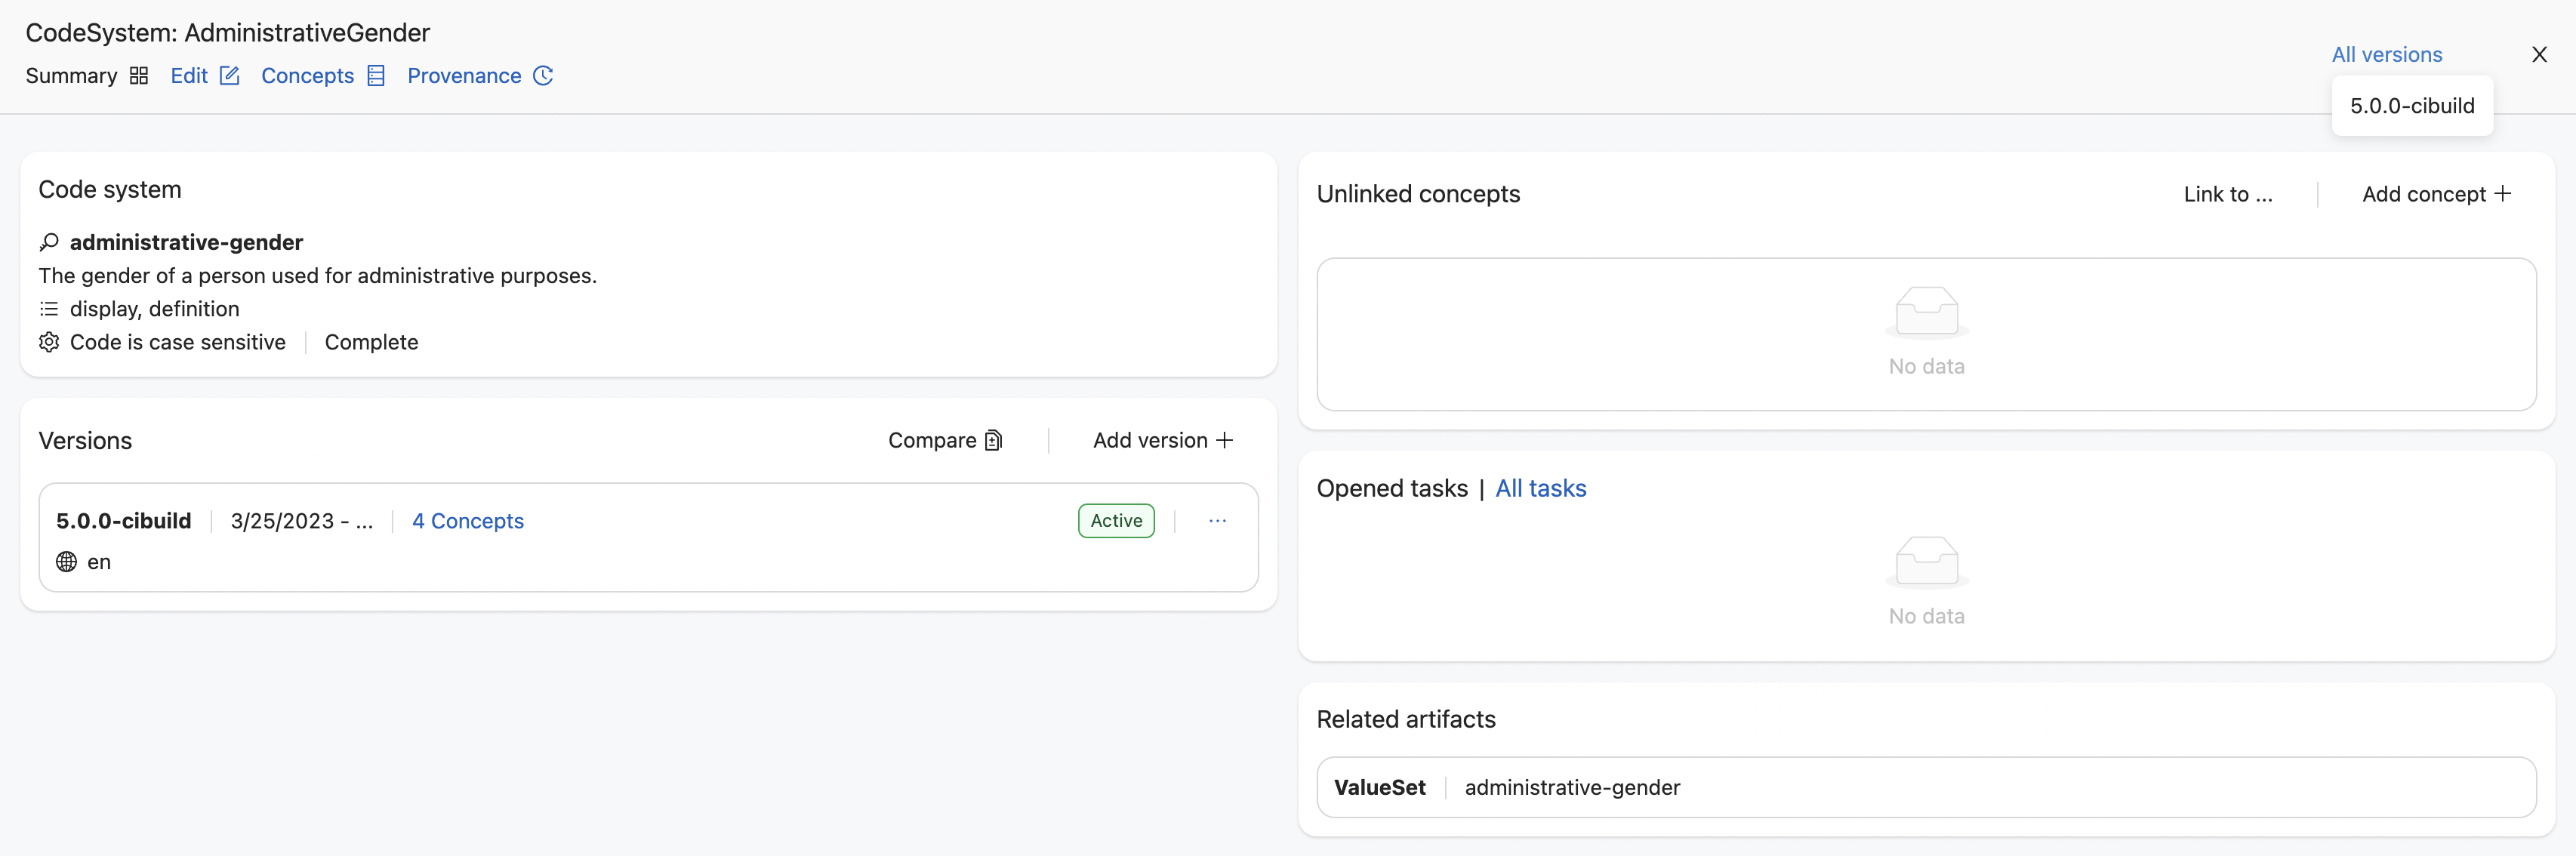 CodeSystem: AdministrativeGender
Summary Edit Concepts Provenance
All versions
5.0.0-cibuild
Code system
administrative-gender
The gender of a person used for administrative purposes.
display, definition
Code is case sensitive Complete
Versions Compare Add version
5.0.0-cibuild 3/25/2023 - ... 4 Concepts Active ...
en
Unlinked concepts Link to ... Add concept
No data
Opened tasks | All tasks
No data
Related artifacts
ValueSet administrative-gender